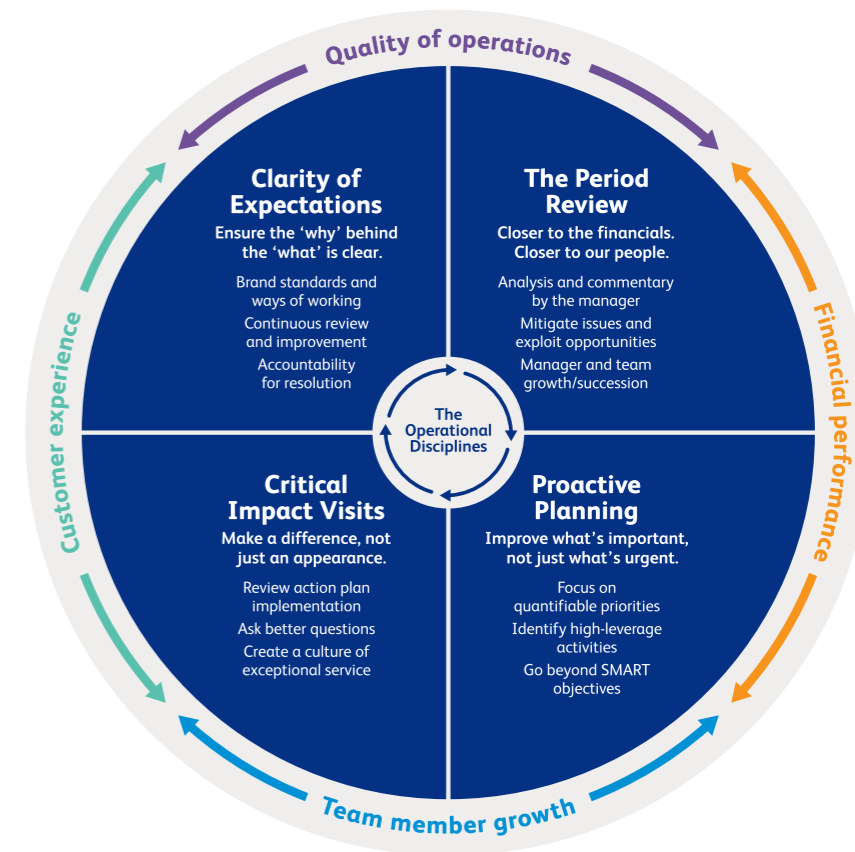 Quality of operations
Clarity of
Expectations
Ensure the ‘why’ behind
the ‘what’ is clear.
Brand standards and
ways of working
Continuous review
and improvement
Accountability
for resolution
The Period
Review
Closer to the financials.
Closer to our people.
Analysis and commentary
by the manager
Mitigate issues and
exploit opportunities
Manager and team
growth/succession
Customer experience
The
Operational
Disciplines
Financial performance
Critical
Impact Visits
Make a difference, not
just an appearance.
Review action plan
implementation
Ask better questions
Create a culture of
exceptional service
Proactive
Planning
Improve what’s important,
not just what’s urgent.
Focus on
quantifiable priorities
Identify high-leverage
activities
Go beyond SMART
objectives
Team member growth